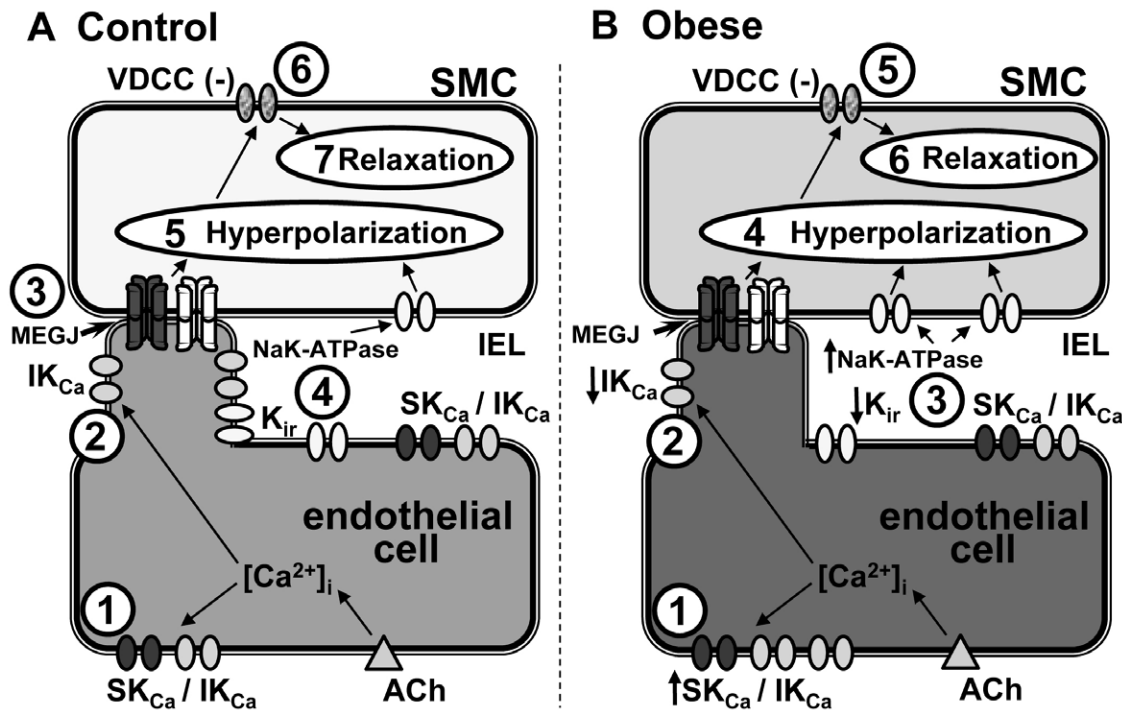 A Control
VDCC (-)
6
SMC
7 Relaxation
5 Hyperpolarization
3
MEGJ
NaK-ATPase
IEL
IKCa
4
Kir
SKCa / IKCa
2
endothelial
cell
[Ca2+]i
1
SKCa / IKCa
ACh
B Obese
VDCC (-)
5
SMC
6 Relaxation
4 Hyperpolarization
MEGJ
↑NaK-ATPase
IEL
↓IKCa
↓Kir
3
SKCa / IKCa
2
endothelial
cell
[Ca2+]i
1
↑SKCa / IKCa
ACh